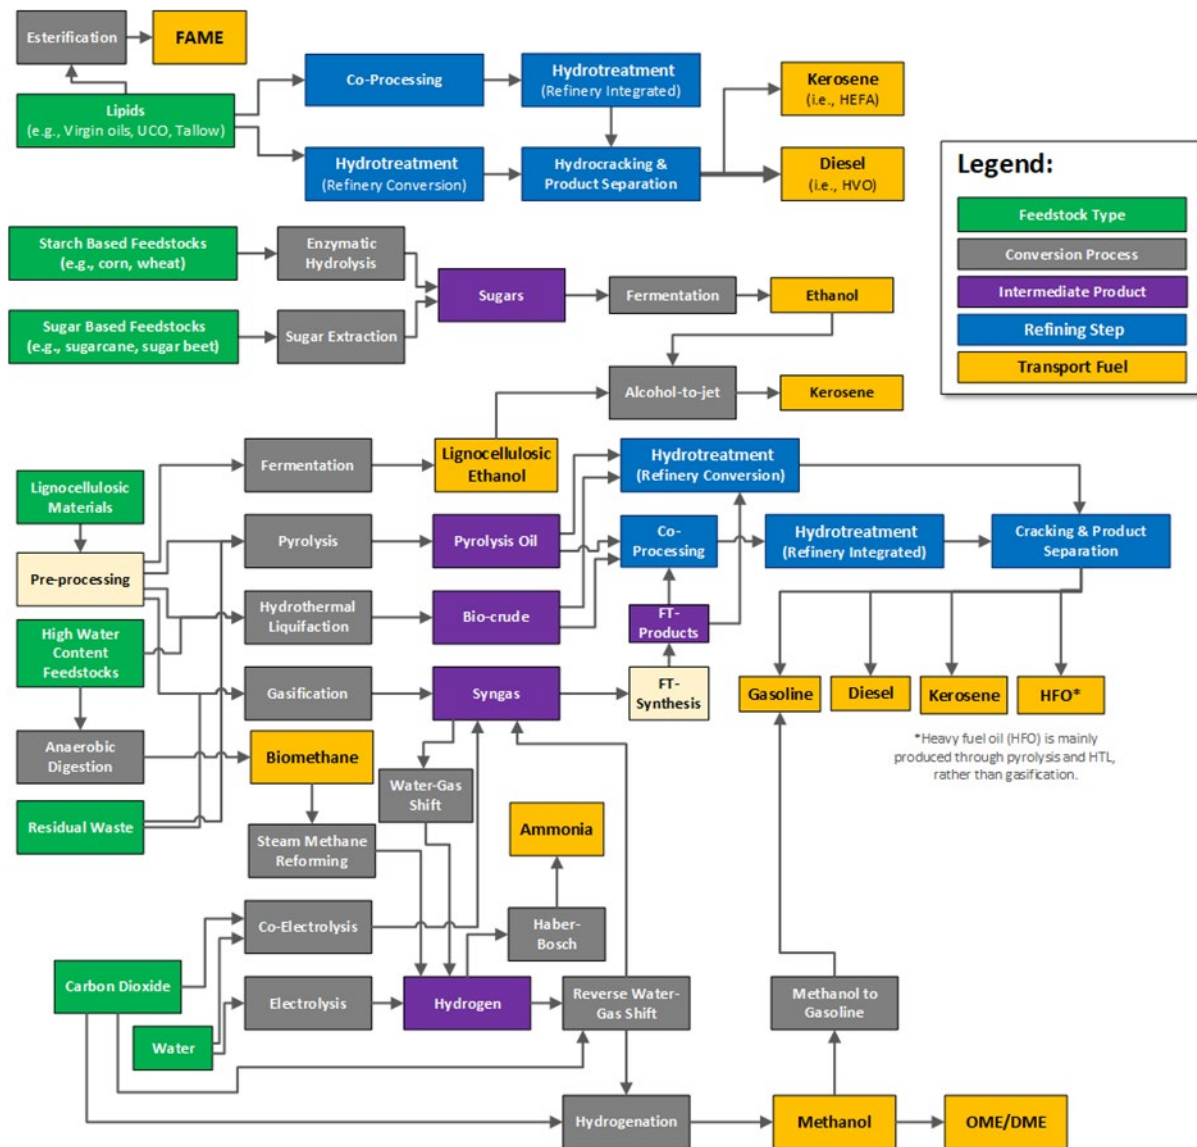 Esterification
FAME
Lipids
(e.g., Virgin oils, UCO, Tallow)
Co-Processing
Hydrotreatment
(Refinery Integrated)
Kerosene
(i.e., HEFA)
Hydrotreatment
(Refinery Conversion)
Hydrocracking &
Product Separation
Diesel
(i.e., HVO)
Legend:
Feedstock Type
Conversion Process
Intermediate Product
Refining Step
Transport Fuel
Starch Based Feedstocks
(e.g., corn, wheat)
Enzymatic
Hydrolysis
Sugars
Fermentation
Ethanol
Sugar Based Feedstocks
(e.g., sugarcane, sugar beet)
Sugar Extraction
Alcohol-to-jet
Kerosene
Lignocellulosic
Materials
Fermentation
Lignocellulosic
Ethanol
Hydrotreatment
(Refinery Conversion)
Pre-processing
Pyrolysis
Pyrolysis Oil
Co-
Processing
Hydrotreatment
(Refinery Integrated)
Cracking & Product
Separation
High Water
Content
Feedstocks
Hydrothermal
Liquifaction
Bio-crude
FT-
Products
Gasification
Syngas
FT-
Synthesis
Gasoline
Diesel
Kerosene
HFO*
*Heavy fuel oil (HFO) is mainly
produced through pyrolysis and HTL,
rather than gasification.
Anaerobic
Digestion
Biomethane
Water-Gas
Shift
Residual Waste
Steam Methane
Reforming
Ammonia
Co-Electrolysis
Haber-
Bosch
Carbon Dioxide
Electrolysis
Hydrogen
Reverse Water-
Gas Shift
Methanol to
Gasoline
Water
Hydrogenation
Methanol
OME/DME